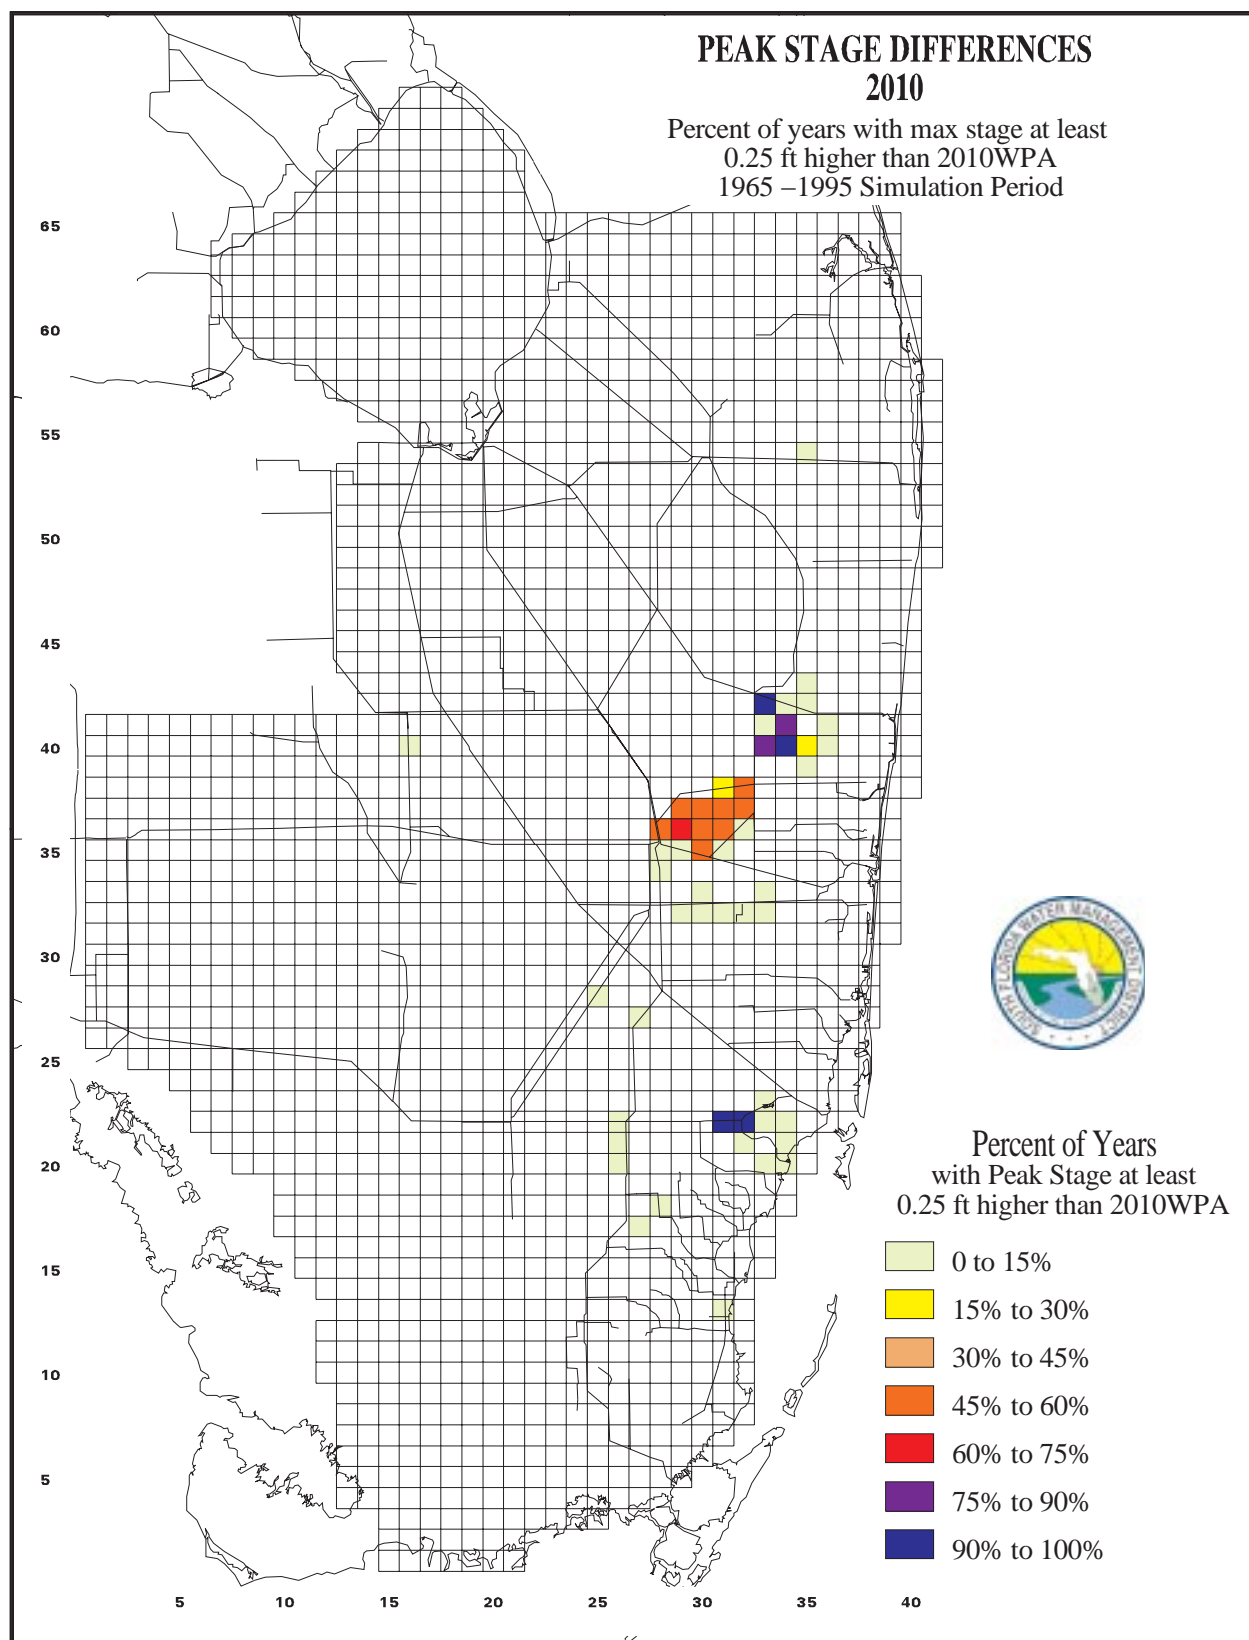 PEAK STAGE DIFFERENCES
2010
Percent of years with max stage at least
0.25 ft higher than 2010WPA
1965 –1995 Simulation Period
65
60
55
50
45
40
35
30
25
20
15
10
5
SOUTH FLORIDA WATER MANAGEMENT DISTRICT
Percent of Years
with Peak Stage at least
0.25 ft higher than 2010WPA
0 to 15%
15% to 30%
30% to 45%
45% to 60%
60% to 75%
75% to 90%
90% to 100%
5 10 15 20 25 30 35 40